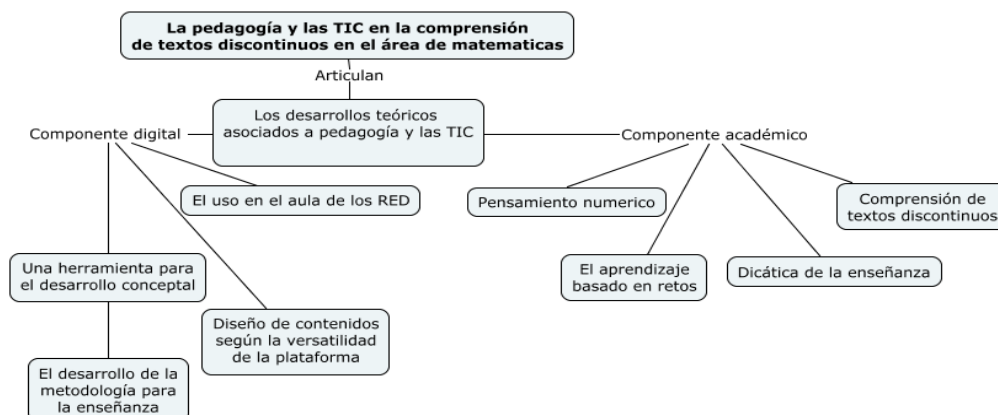 La pedagogía y las TIC en la comprensión
de textos discontinuos en el área de matematicas
Articulan
Los desarrollos teóricos
asociados a pedagogía y las TIC
Componente digital
Componente académico
El uso en el aula de los RED
Una herramienta para
el desarrollo conceptal
Diseño de contenidos
según la versatilidad
de la plataforma
El desarrollo de la
metodología para
la enseñanza
Pensamiento numerico
El aprendizaje
basado en retos
Dicática de la enseñanza
Comprensión de
textos discontinuos